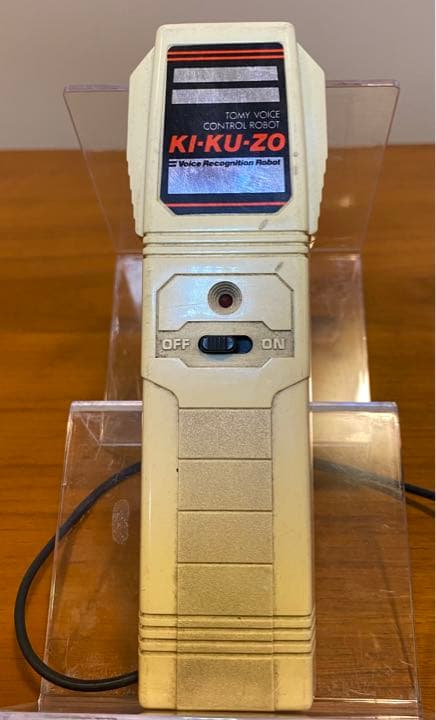 TOMY VOICE
CONTROL ROBOT
KI-KU-ZO
Voice Recognition Robot
OFF ON